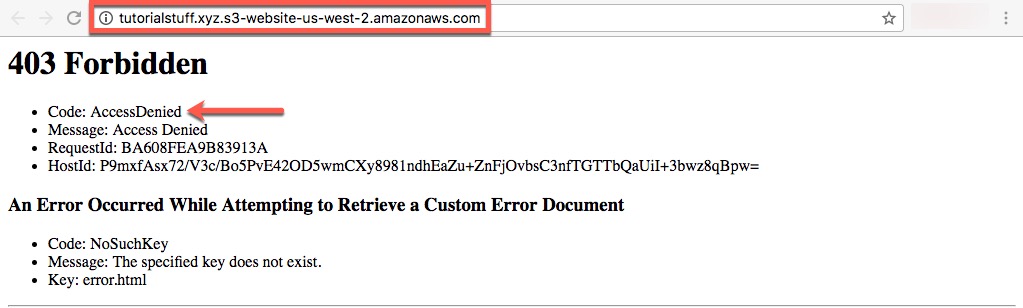 tutorialstuff.xyz.s3-website-us-west-2.amazonaws.com
403 Forbidden
Code: AccessDenied
Message: Access Denied
RequestId: BA608FEA9B83913A
HostId: P9mxfAsx72/V3c/Bo5PvE42OD5wmCXy8981ndhEaZu+ZnFjOvbsC3nfTGTTbQaUiI+3bwz8qBpw=
An Error Occurred While Attempting to Retrieve a Custom Error Document
Code: NoSuchKey
Message: The specified key does not exist.
Key: error.html